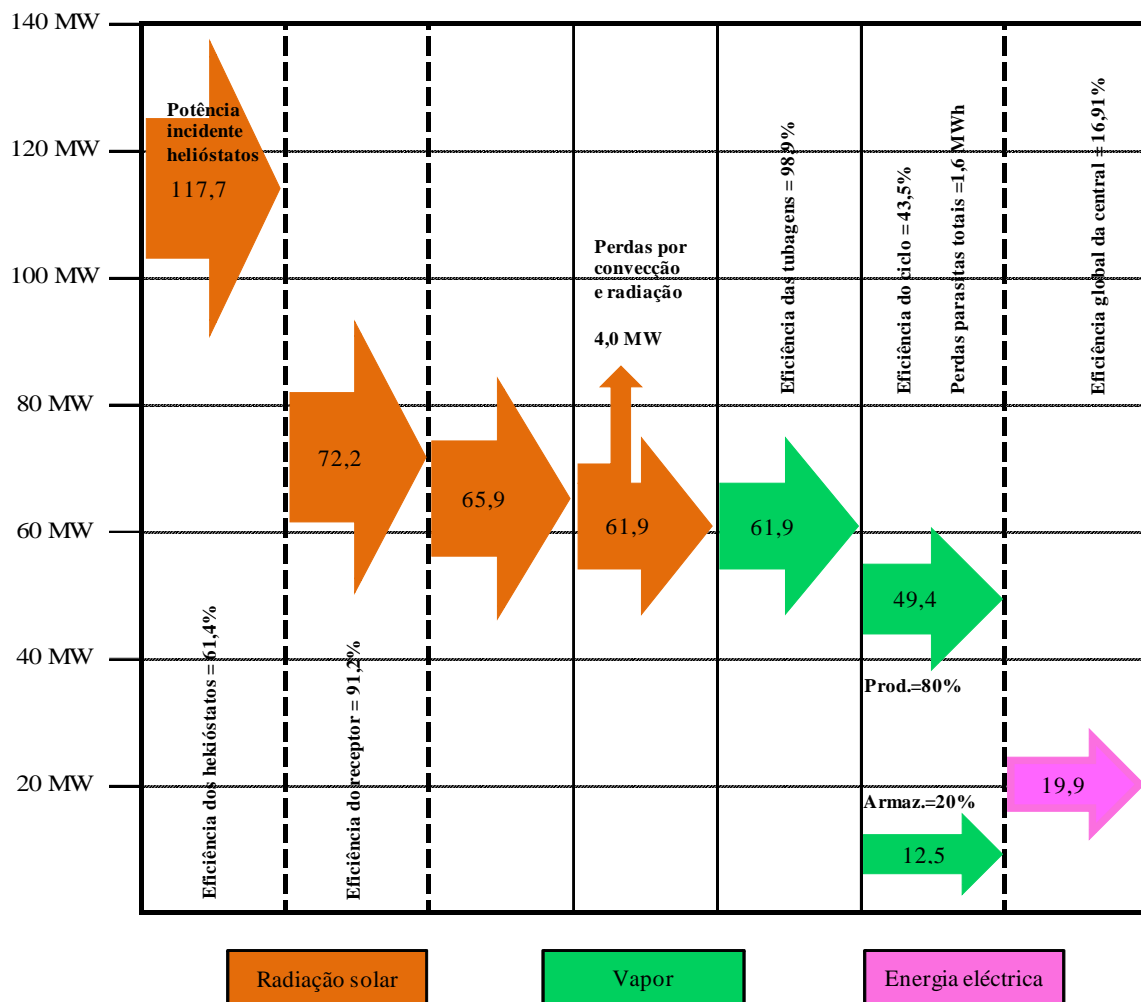 140 MW
120 MW
100 MW
80 MW
60 MW
40 MW
20 MW
Potência
incidente
helióstatos
117,7
Eficiência dos hekióstatos = 61,4%
72,2
Eficiência do receptor = 91,2%
65,9
Perdas por
convecção
e radiação
4,0 MW
61,9
Eficiência das tubagens = 98,9%
61,9
Eficiência do ciclo = 43,5%
Perdas parasitas totais =1,6 MWh
49,4
Prod.=80%
Armaz.=20%
12,5
Eficiência global da central = 16,91%
19,9
Radiação solar
Vapor
Energia eléctrica